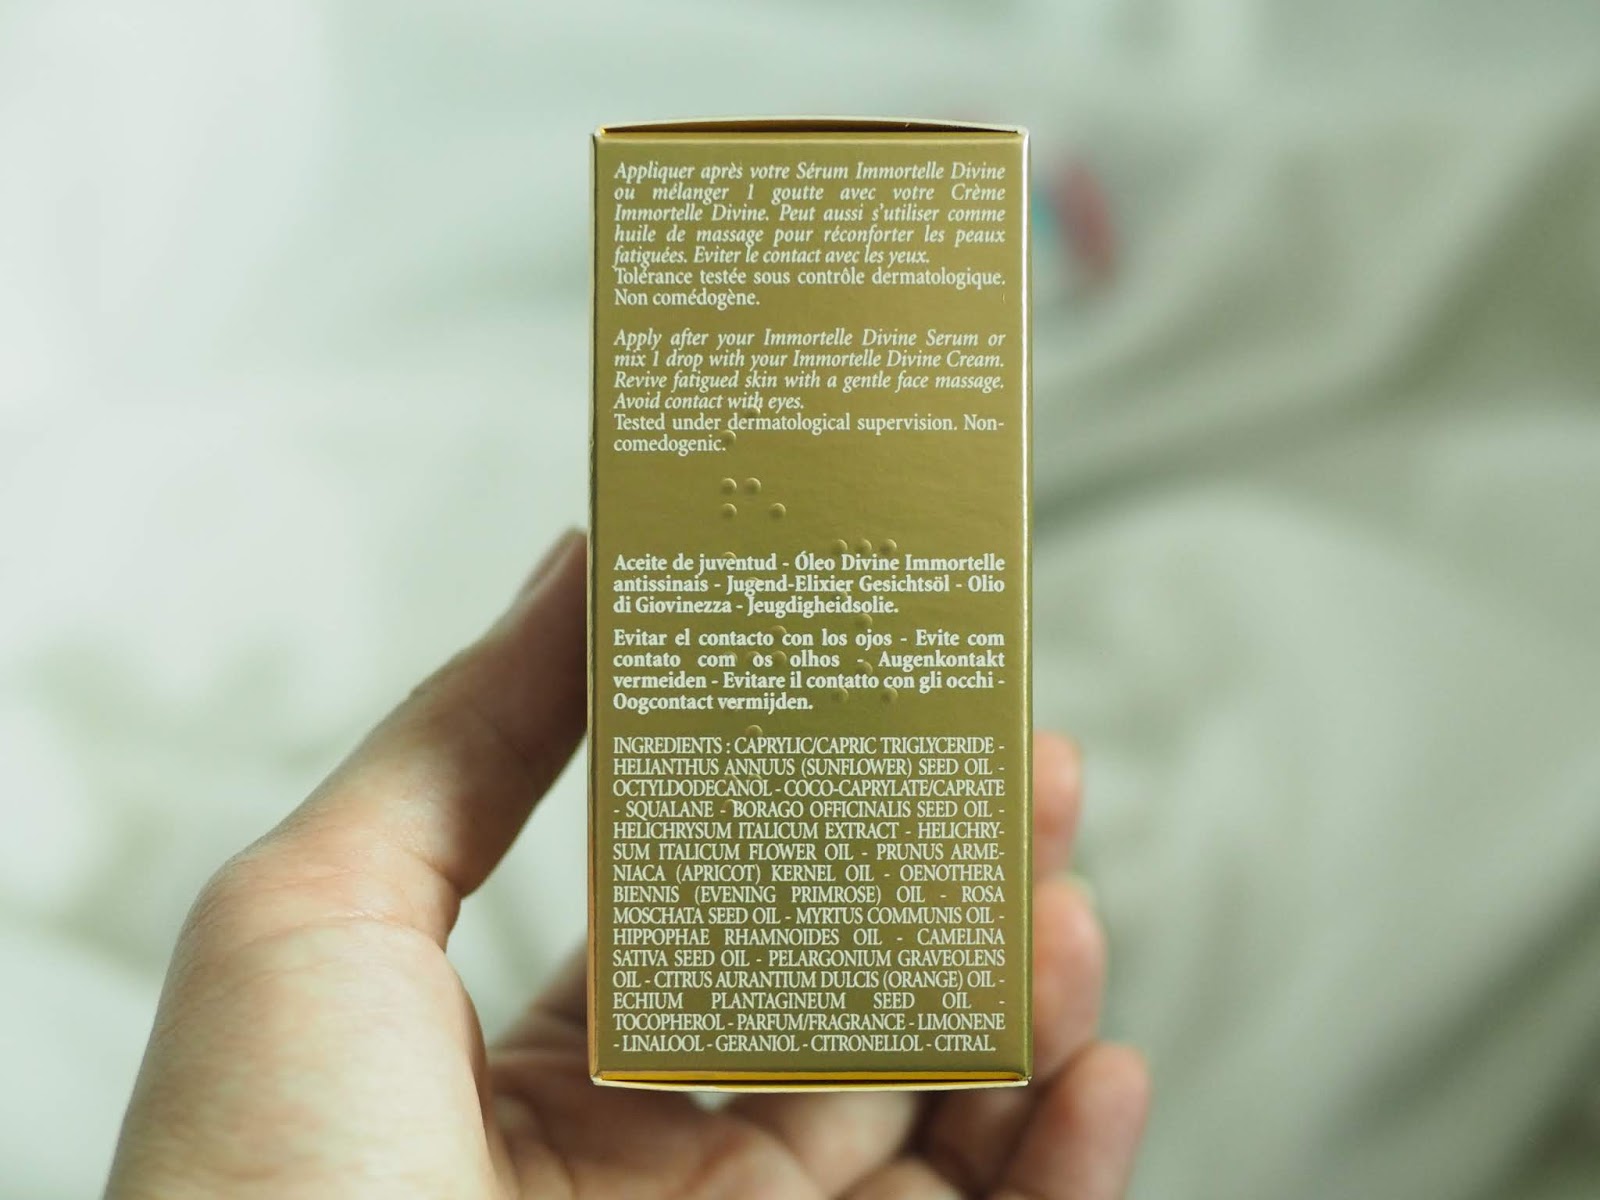 Appliquer après votre Sérum Immortelle Divine
ou mélanger 1 goutte avec votre Crème
Immortelle Divine. Peut aussi s'utiliser comme
huile de massage pour réconforter les peaux
fatiguées. Eviter le contact avec les yeux.
Tolérance testée sous contrôle dermatologique.
Non comédogène.
Apply after your Immortelle Divine Serum or
mix 1 drop with your Immortelle Divine Cream.
Revive fatigued skin with a gentle face massage.
Avoid contact with eyes.
Tested under dermatological supervision. Non-
comedogenic.
Aceite de juventud - Óleo Divine Immortelle
antissinais - Jugend-Elixier Gesichtsöl - Olio
di Giovinezza - Jeugdigheidsolie.
Evitar el contacto con los ojos - Evite com
contato com os olhos - Augenkontakt
vermeiden - Evitare il contatto con gli occhi -
Oogcontact vermijden.
INGREDIENTS : CAPRYLIC/CAPRIC TRIGLYCERIDE -
HELIANTHUS ANNUUS (SUNFLOWER) SEED OIL -
OCTYLDODECANOL - COCO-CAPRYLATE/CAPRATE
- SQUALANE - BORAGO OFFICINALIS SEED OIL -
HELICHRYSUM ITALICUM EXTRACT - HELICHRY-
SUM ITALICUM FLOWER OIL - PRUNUS ARME-
NIACA (APRICOT) KERNEL OIL - OENOTHERA
BIENNIS (EVENING PRIMROSE) OIL - ROSA
MOSCHATA SEED OIL - MYRTUS COMMUNIS OIL -
HIPPOPHAE RHAMNOIDES OIL - CAMELINA
SATIVA SEED OIL - PELARGONIUM GRAVEOLENS
OIL - CITRUS AURANTIUM DULCIS (ORANGE) OIL -
ECHIUM PLANTAGINEUM SEED OIL -
TOCOPHEROL - PARFUM/FRAGRANCE - LIMONENE
- LINALOOL - GERANIOL - CITRONELLOL - CITRAL.